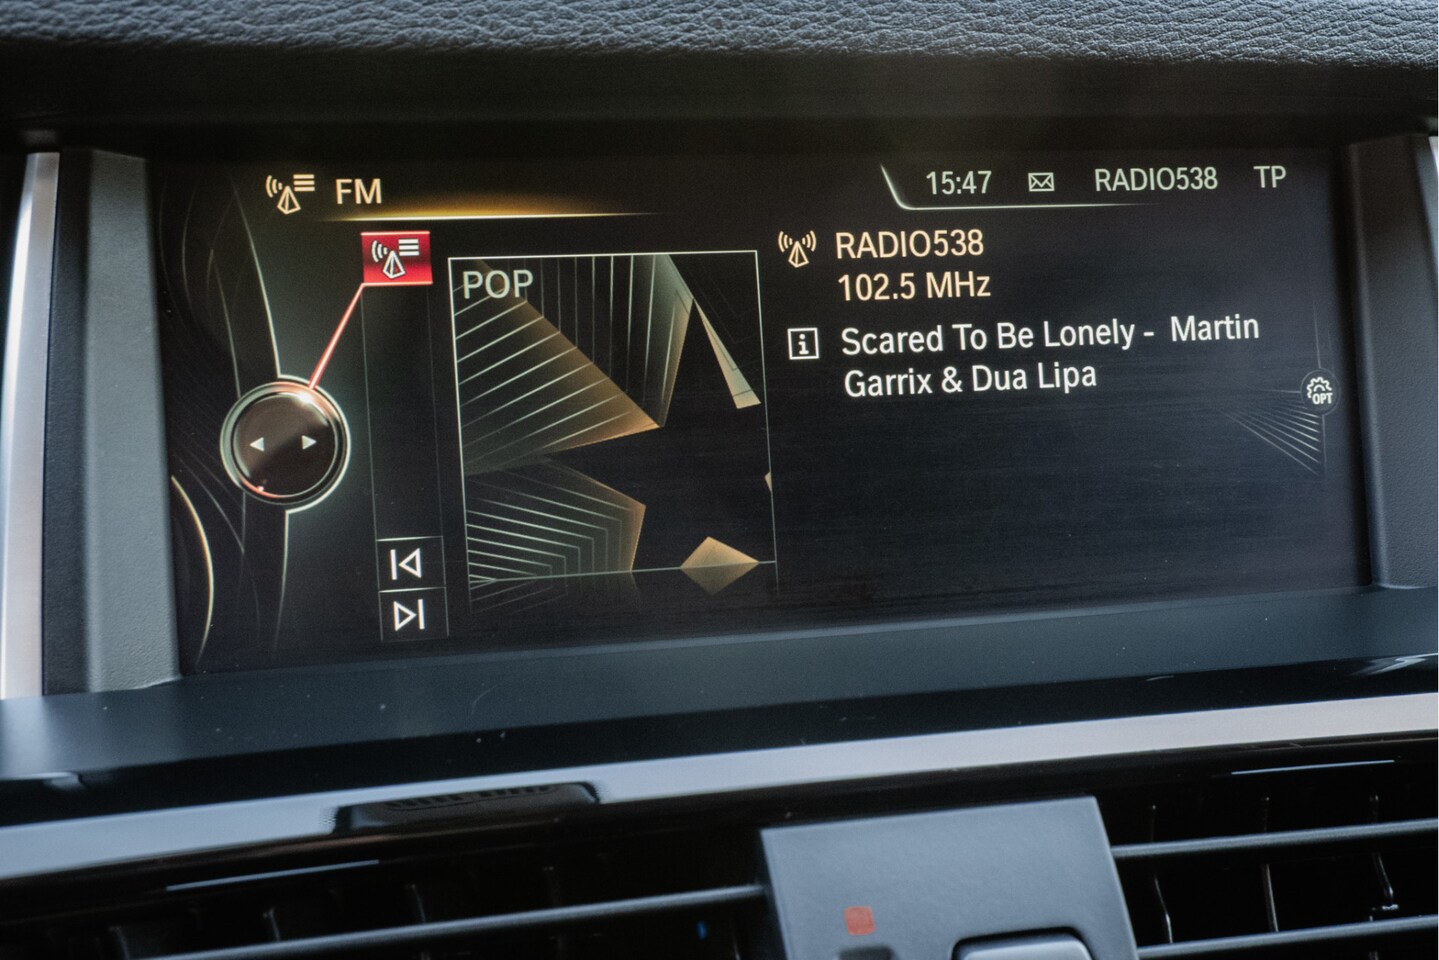 FM
15:47 RADIO538 TP
POP
RADIO538
102.5 MHz
Scared To Be Lonely - Martin
Garrix & Dua Lipa
OPT